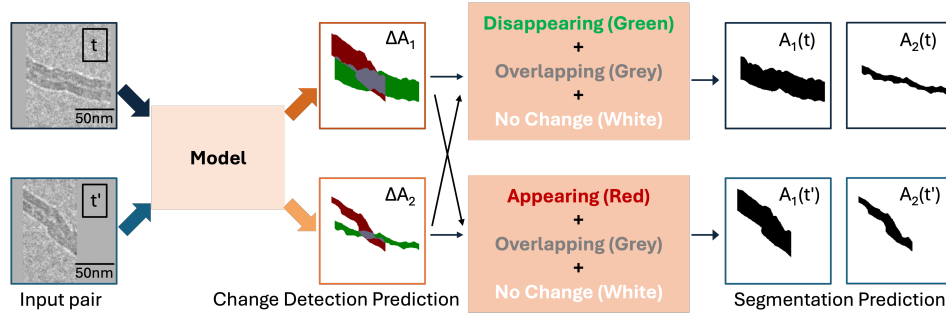 t
50nm
Input pair
t'
50nm
Model
ΔA₁
ΔA₂
Change Detection Prediction
Disappearing (Green)
+
Overlapping (Grey)
+
No Change (White)
Appearing (Red)
+
Overlapping (Grey)
+
No Change (White)
A₁(t)
A₂(t)
A₁(t')
A₂(t')
Segmentation Prediction